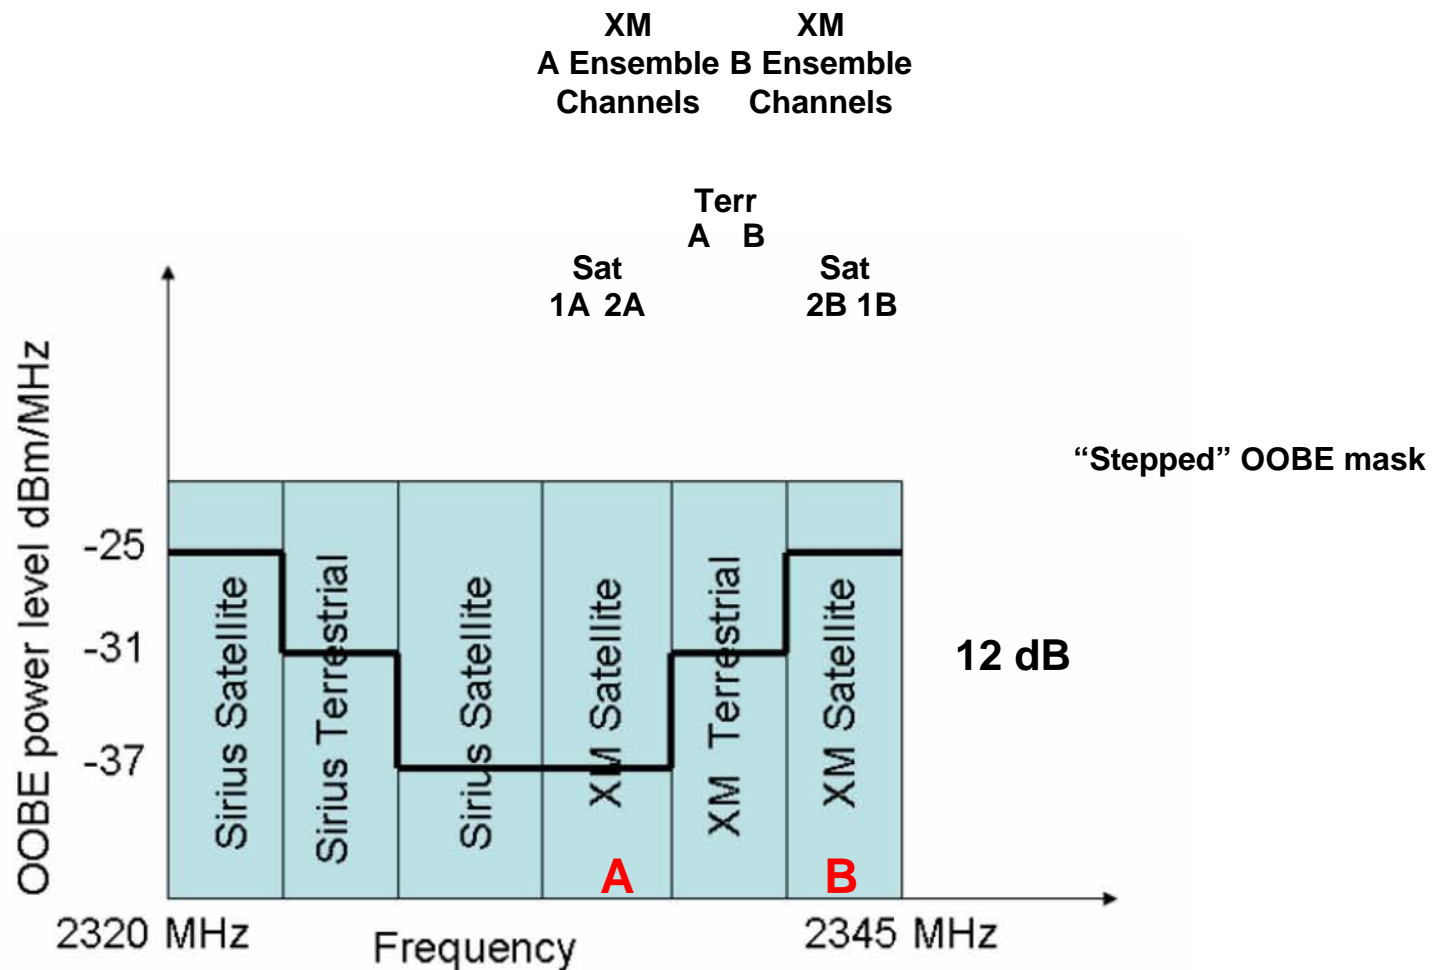 XM XM
A Ensemble B Ensemble
Channels Channels
Terr
A B
Sat Sat
1A 2A 2B 1B
“Stepped” OOBE mask
OOBE power level dBm/MHz
-25
-31
-37
Sirius Satellite
Sirius Terrestrial
Sirius Satellite
XM Satellite
XM Terrestrial
XM Satellite
12 dB
A B
2320 MHz Frequency 2345 MHz